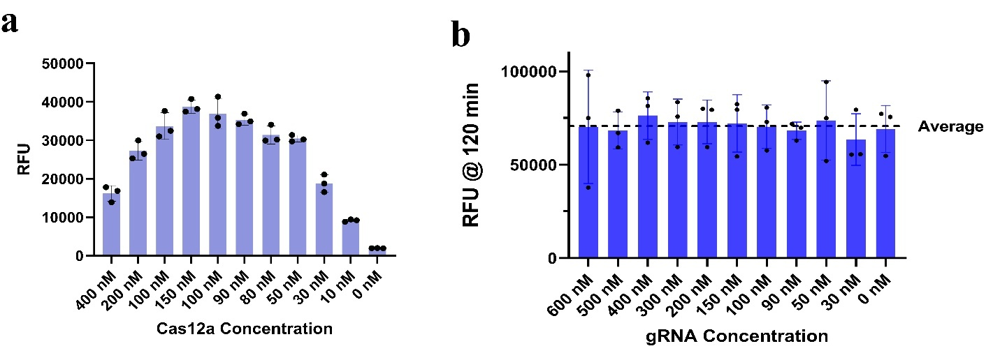 a
50000
40000
30000
20000
10000
0
RFU
400 nM
200 nM
100 nM
150 nM
100 nM
90 nM
80 nM
50 nM
30 nM
10 nM
0 nM
Cas12a Concentration
b
100000
50000
0
RFU @ 120 min
Average
600 nM
500 nM
400 nM
300 nM
200 nM
150 nM
100 nM
90 nM
50 nM
30 nM
0 nM
gRNA Concentration